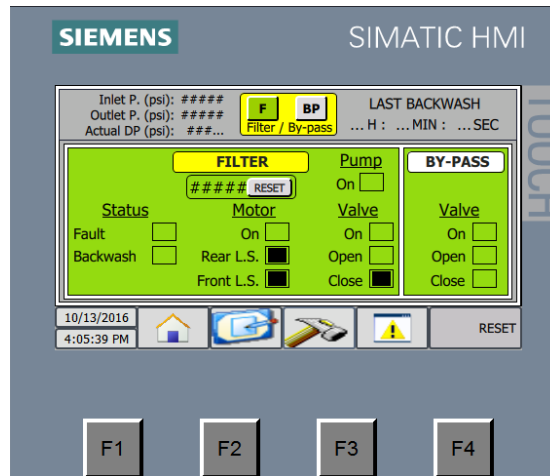 SIEMENS SIMATIC HMI
TOUCH
Inlet P. (psi): #####
Outlet P. (psi): #####
Actual DP (psi): ###...
F BP
Filter / By-pass
LAST BACKWASH
... H : ... MIN : ... SEC
FILTER
##### RESET
Pump
On
BY-PASS
Status
Fault
Backwash
Motor
On
Rear L.S.
Front L.S.
Valve
On
Open
Close
Valve
On
Open
Close
10/13/2016
4:05:39 PM
RESET
F1 F2 F3 F4